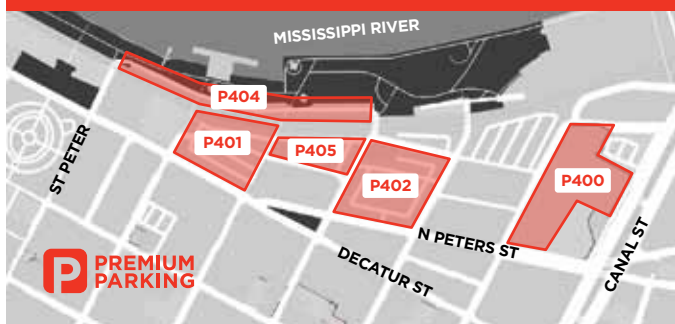 MISSISSIPPI RIVER
P404
P401
P405
P402
P400
ST PETER
N PETERS ST
DECATUR ST
CANAL ST
P PREMIUM
PARKING